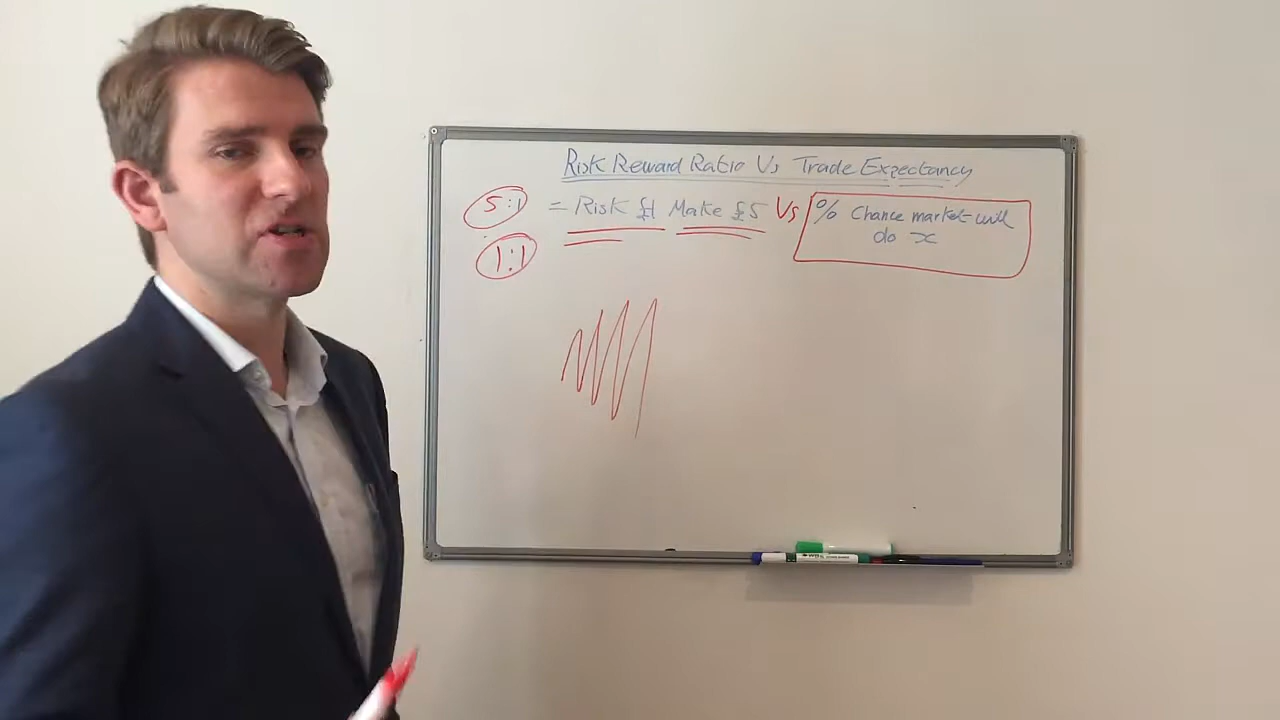 Risk Reward Ratio Vs Trade Expectancy
5:1 = Risk £1 Make £5 Vs % Chance market will
do x
1:1